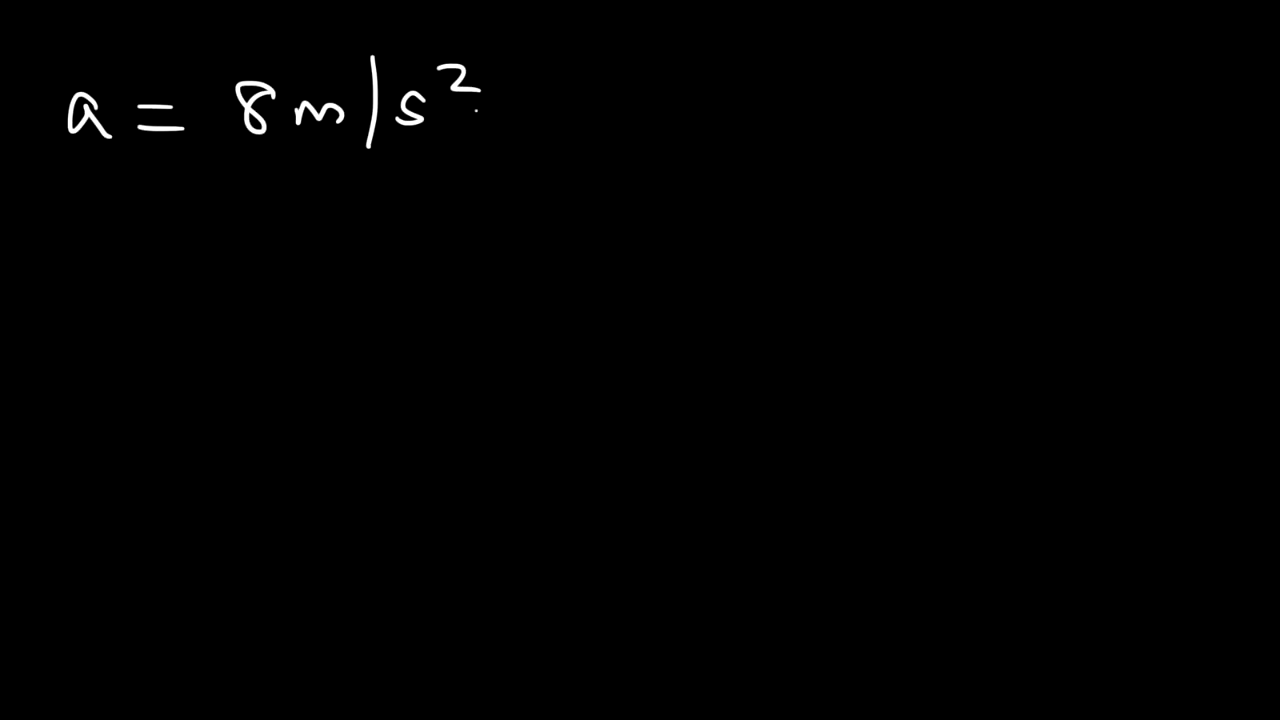 a = 8 m/s²